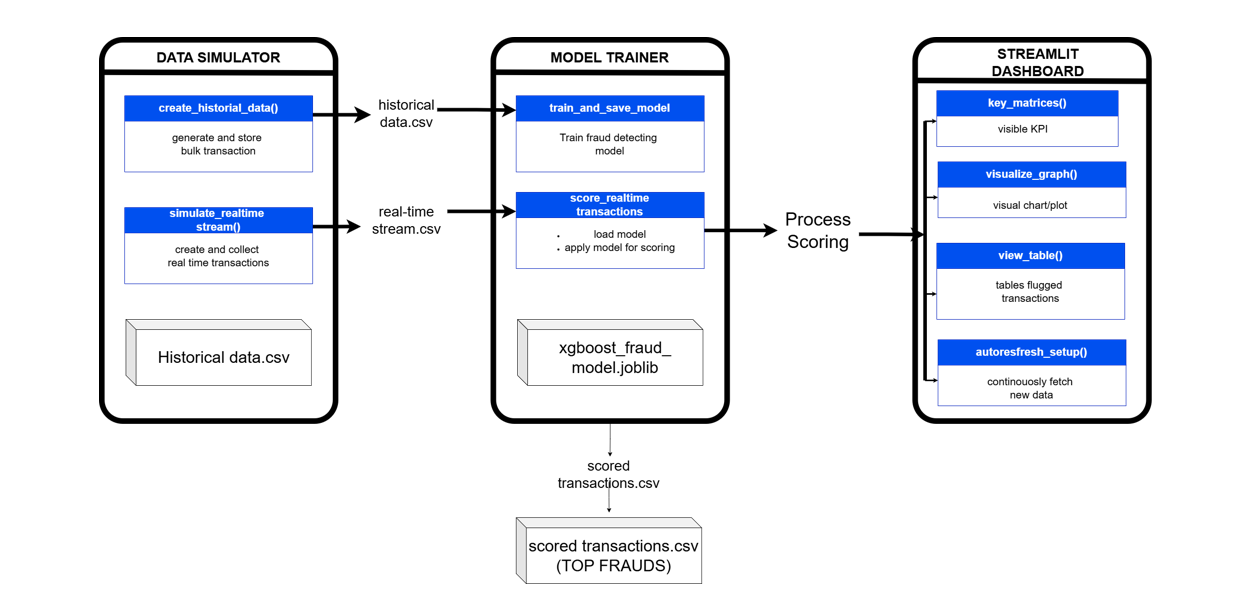 DATA SIMULATOR
create_historial_data()
generate and store
bulk transaction
simulate_realtime
stream()
create and collect
real time transactions
Historical data.csv
historical
data.csv
real-time
stream.csv
MODEL TRAINER
train_and_save_model
Train fraud detecting
model
score_realtime
transactions
• load model
• apply model for scoring
xgboost_fraud_
model.joblib
scored
transactions.csv
scored transactions.csv
(TOP FRAUDS)
Process
Scoring
STREAMLIT
DASHBOARD
key_matrices()
visible KPI
visualize_graph()
visual chart/plot
view_table()
tables flugged
transactions
autoresfresh_setup()
continouosly fetch
new data